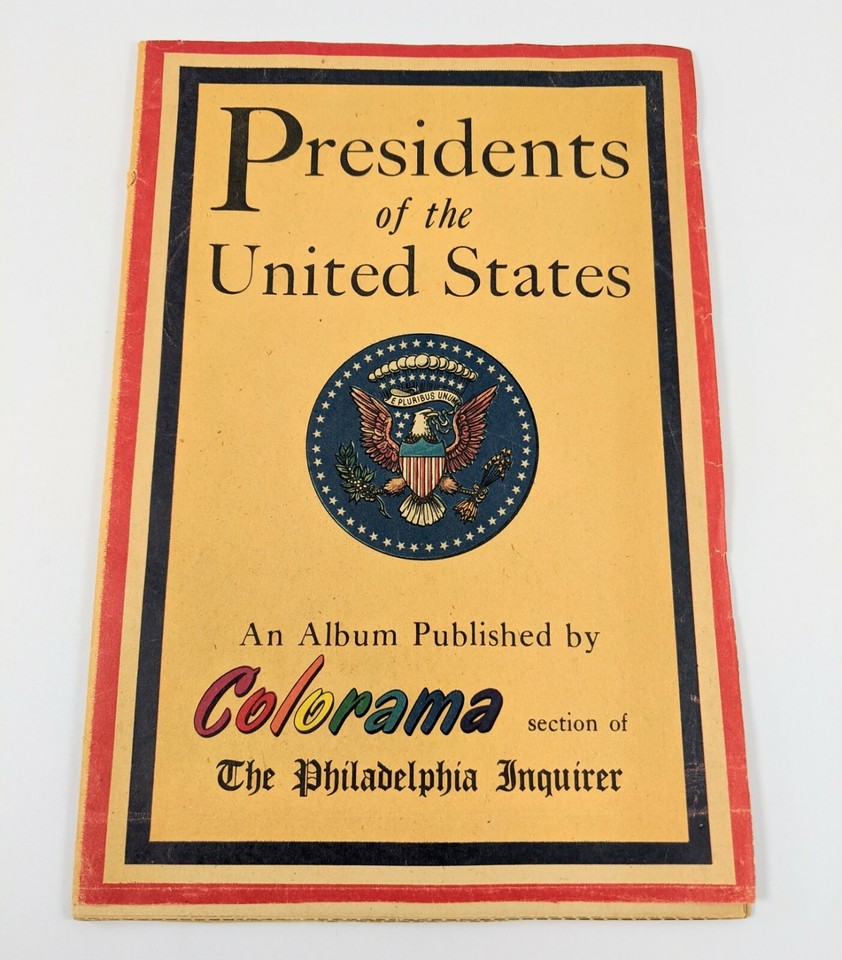 Presidents
of the
United States
E PLURIBUS UNUM
An Album Published by
Colorama section of
The Philadelphia Inquirer